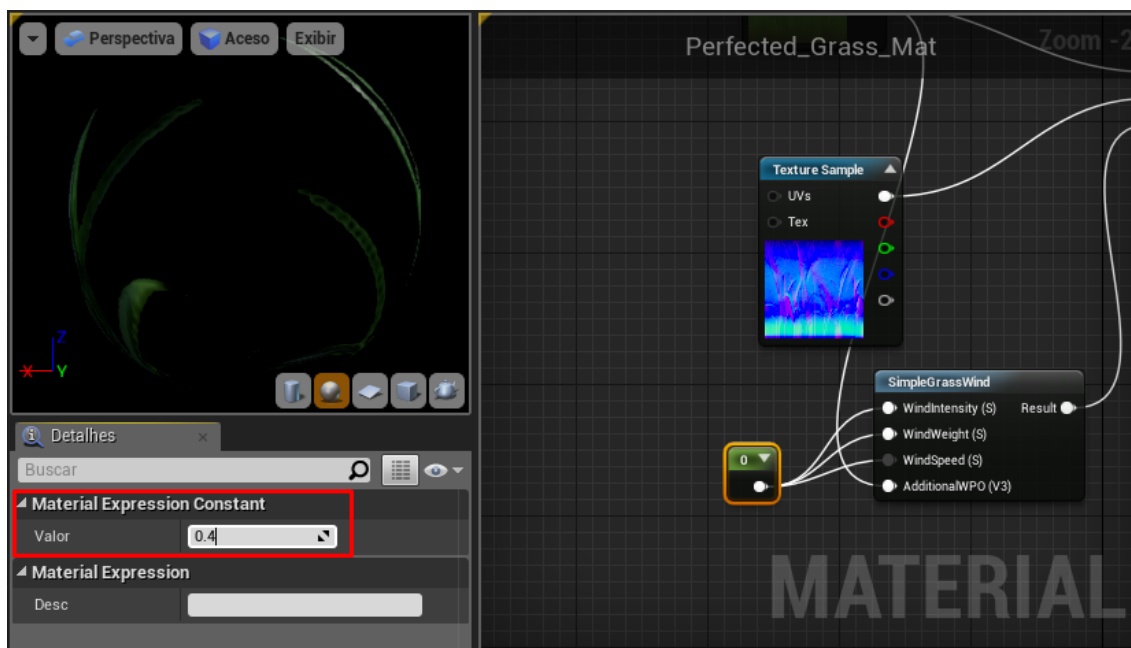 Perspectiva Aceso Exibir
Z
X Y
Detalhes
Buscar
Material Expression Constant
Valor 0.4
Material Expression
Desc
Perfected_Grass_Mat
Zoom -2
Texture Sample
UVs
Tex
SimpleGrassWind
WindIntensity (S) Result
WindWeight (S)
0 WindSpeed (S)
AdditionalWPO (V3)
MATERIAL